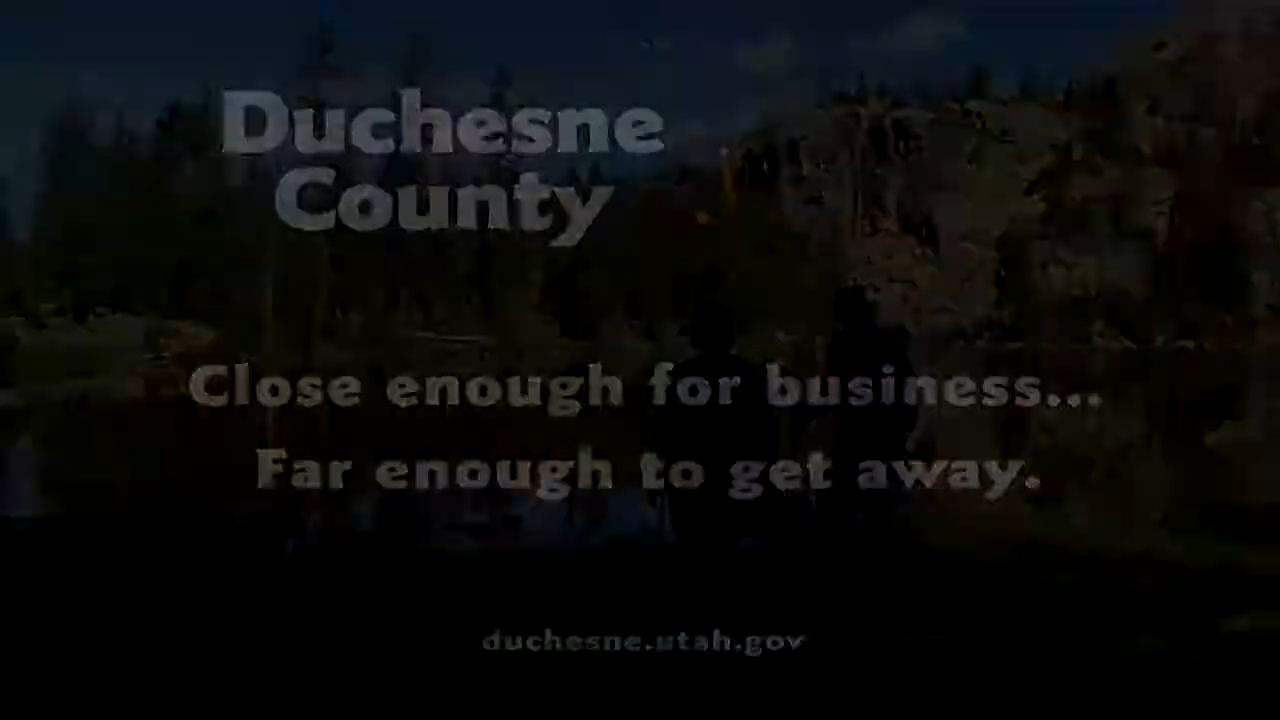 Duchesne
County
Close enough for business...
Far enough to get away.
duchesne.utah.gov